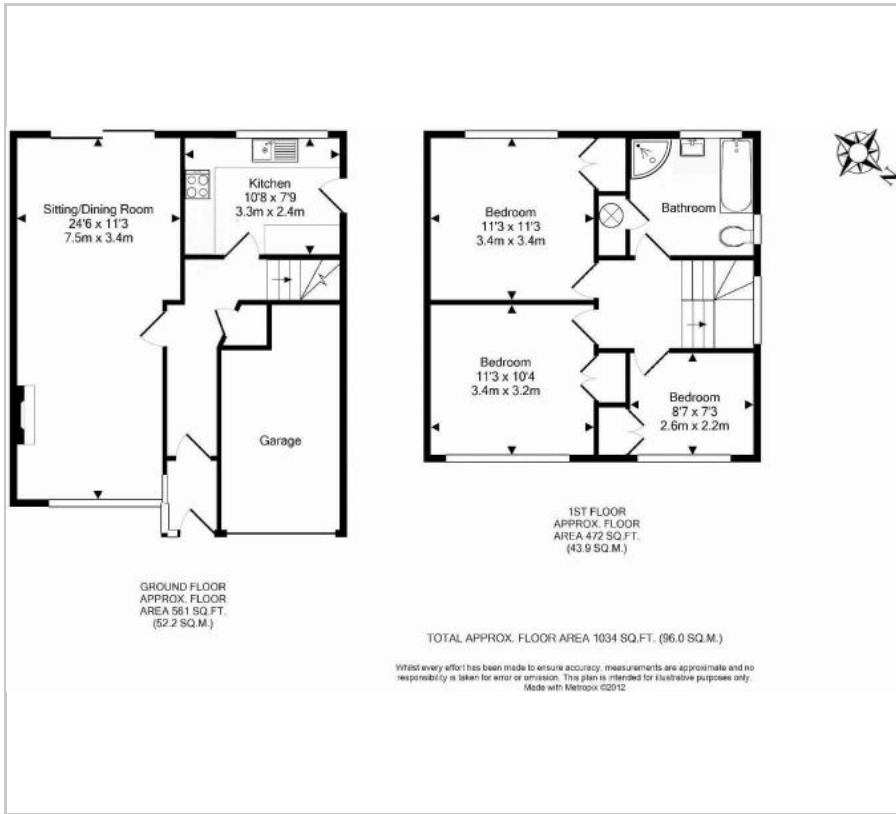 Sitting/Dining Room
24'6 x 11'3
7.5m x 3.4m
Kitchen
10'8 x 7'9
3.3m x 2.4m
Garage
GROUND FLOOR
APPROX. FLOOR
AREA 561 SQ.FT.
(52.2 SQ.M.)
Bedroom
11'3 x 11'3
3.4m x 3.4m
Bathroom
Bedroom
11'3 x 10'4
3.4m x 3.2m
Bedroom
8'7 x 7'3
2.6m x 2.2m
N
1ST FLOOR
APPROX. FLOOR
AREA 472 SQ.FT.
(43.9 SQ.M.)
TOTAL APPROX. FLOOR AREA 1034 SQ.FT. (96.0 SQ.M.)
Whilst every effort has been made to ensure accuracy, measurements are approximate and no
responsibility is taken for error or omission. This plan is intended for illustrative purposes only.
Made with Metropix ©2012